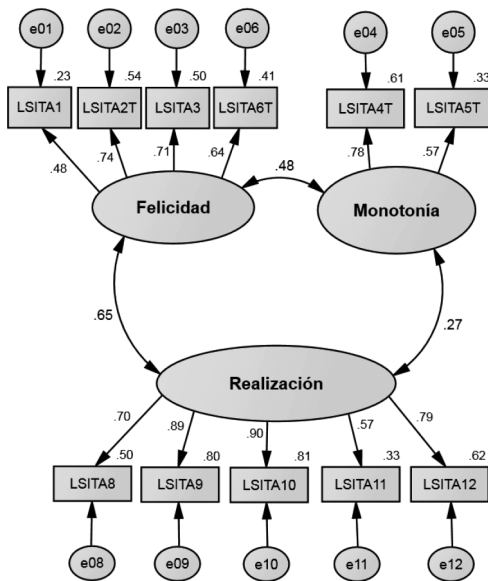 e01 e02 e03 e06 e04 e05
.23 .54 .50 .41 .61 .33
LSITA1 LSITA2T LSITA3 LSITA6T LSITA4T LSITA5T
.48 .74 .71 .64 .78 .57
.48
Felicidad Monotonía
.65 .27
Realización
.70 .89 .90 .57 .79
.50 .80 .81 .33 .62
LSITA8 LSITA9 LSITA10 LSITA11 LSITA12
e08 e09 e10 e11 e12